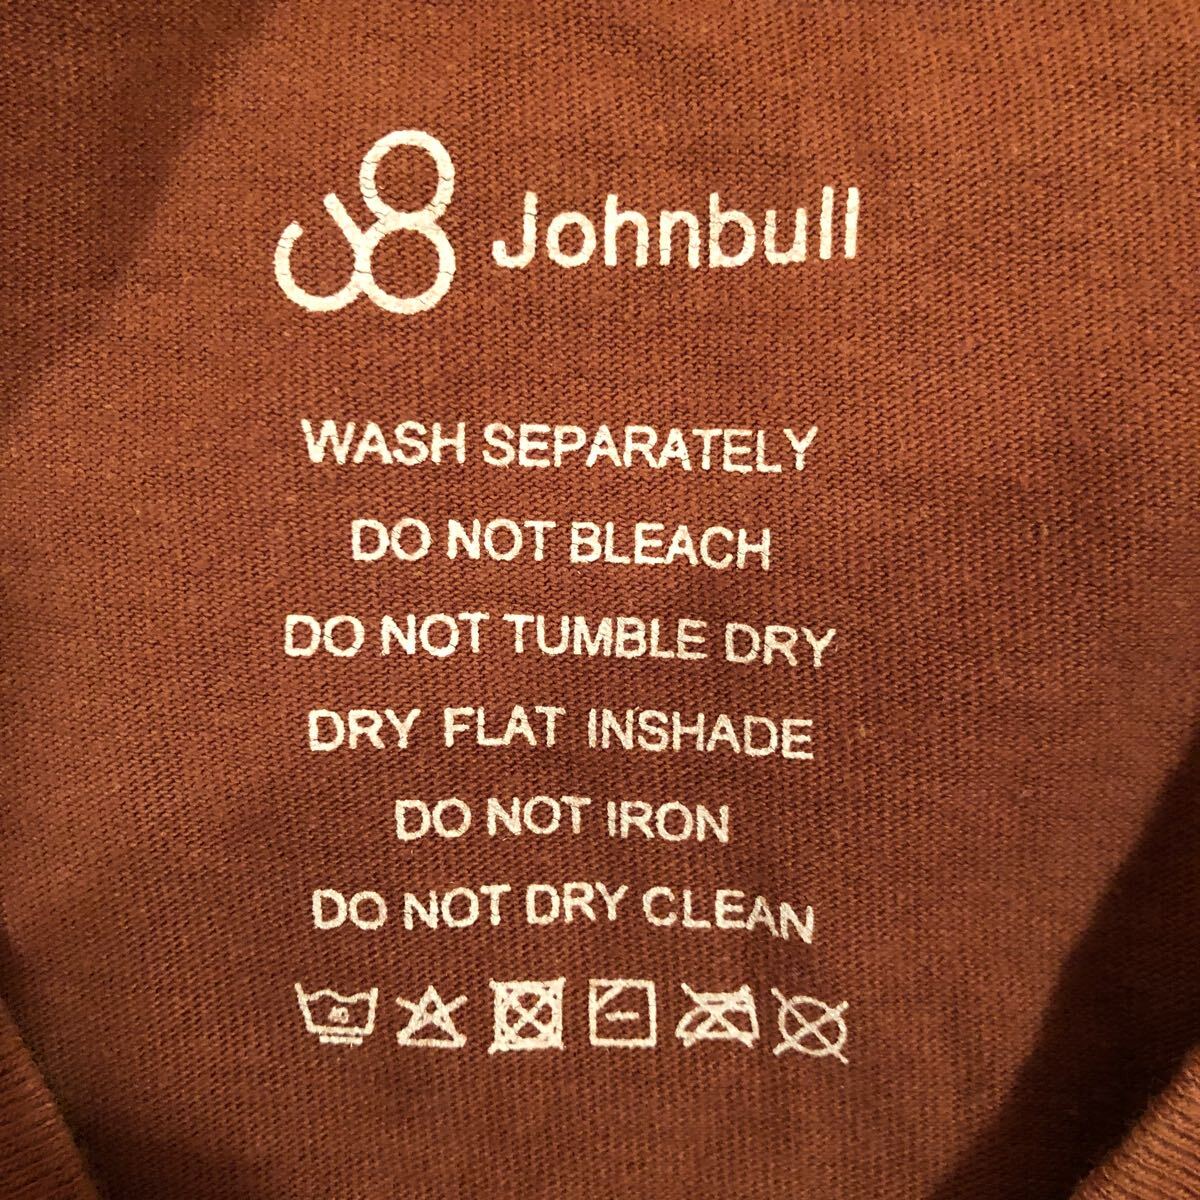 Johnbull
WASH SEPARATELY
DO NOT BLEACH
DO NOT TUMBLE DRY
DRY FLAT INSHADE
DO NOT IRON
DO NOT DRY CLEAN